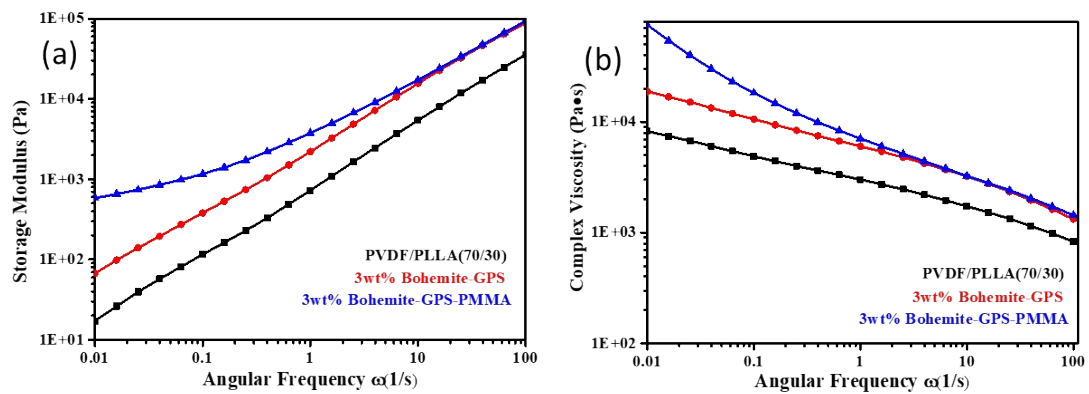 (a)
Storage Modulus (Pa)
1E+05
1E+04
1E+03
1E+02
1E+01
PVDF/PLLA(70/30)
3wt% Bohemite-GPS
3wt% Bohemite-GPS-PMMA
0.01 0.1 1 10 100
Angular Frequency ω(1/s)
(b)
Complex Viscosity (Pa●s)
1E+04
1E+03
1E+02
PVDF/PLLA(70/30)
3wt% Bohemite-GPS
3wt% Bohemite-GPS-PMMA
0.01 0.1 1 10 100
Angular Frequency ω(1/s)